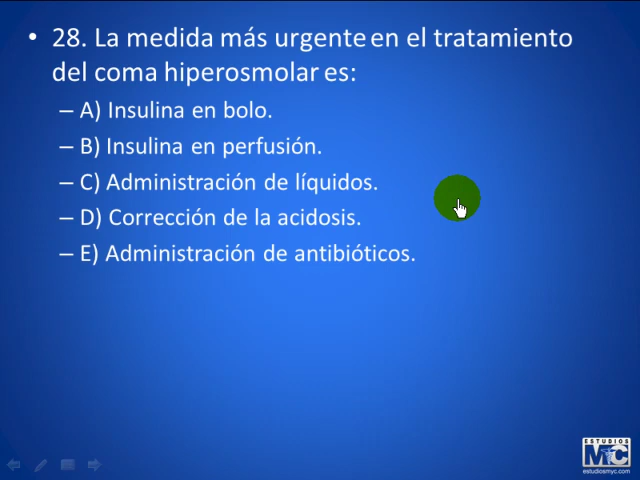 • 28. La medida más urgente en el tratamiento
del coma hiperosmolar es:
– A) Insulina en bolo.
– B) Insulina en perfusión.
– C) Administración de líquidos.
– D) Corrección de la acidosis.
– E) Administración de antibióticos.
ESTUDIOS
MYC
estudiosmyc.com